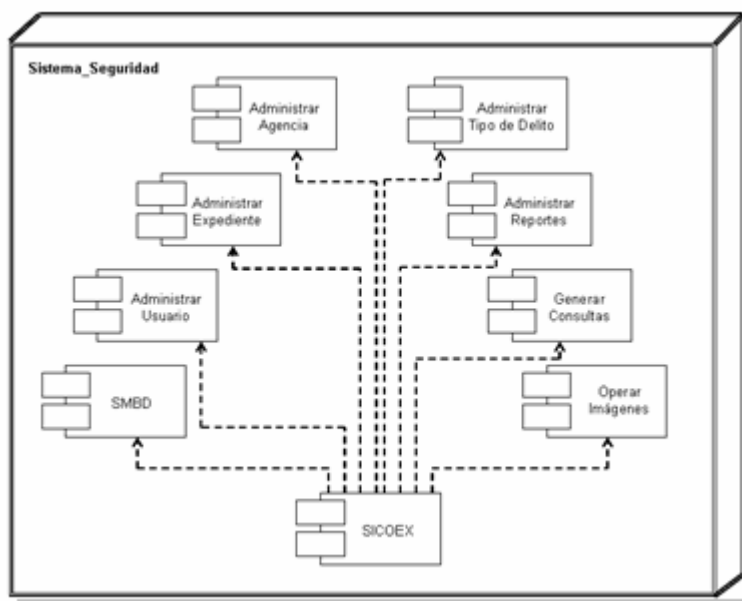 Sistema_Seguridad
Administrar
Agencia
Administrar
Tipo de Delito
Administrar
Expediente
Administrar
Reportes
Administrar
Usuario
Generar
Consultas
SMBD
Operar
Imágenes
SICOEX